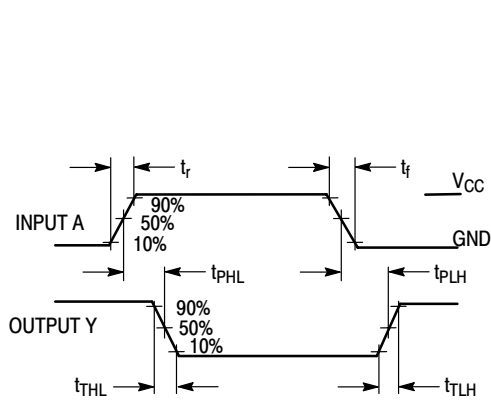 tr
tf
VCC
90%
INPUT A
50%
10%
GND
tPHL
tPLH
90%
OUTPUT Y
50%
10%
tTHL
tTLH